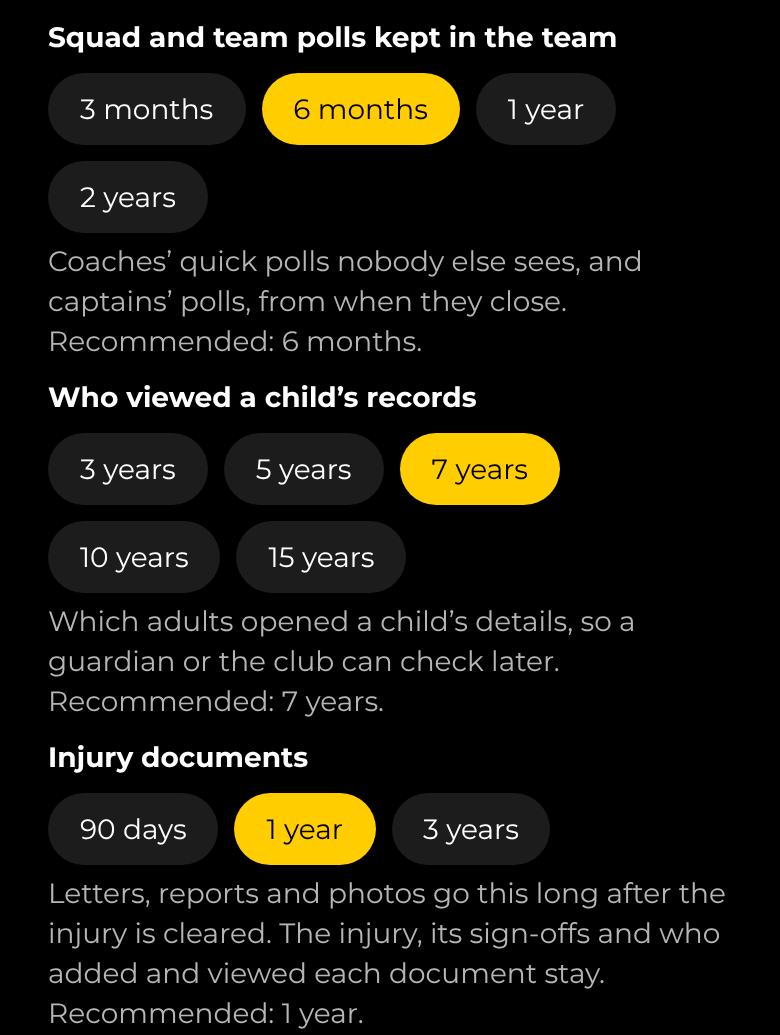 Squad and team polls kept in the team
3 months 6 months 1 year
2 years
Coaches’ quick polls nobody else sees, and
captains’ polls, from when they close.
Recommended: 6 months.
Who viewed a child’s records
3 years 5 years 7 years
10 years 15 years
Which adults opened a child’s details, so a
guardian or the club can check later.
Recommended: 7 years.
Injury documents
90 days 1 year 3 years
Letters, reports and photos go this long after the
injury is cleared. The injury, its sign-offs and who
added and viewed each document stay.
Recommended: 1 year.